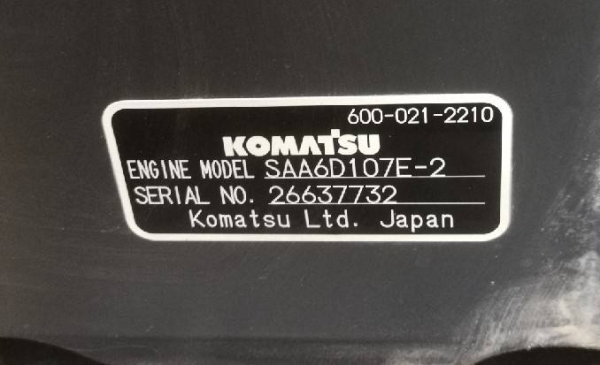 600-021-2210
KOMATSU
ENGINE MODEL SAA6D107E-2
SERIAL NO. 26637732
Komatsu Ltd. Japan